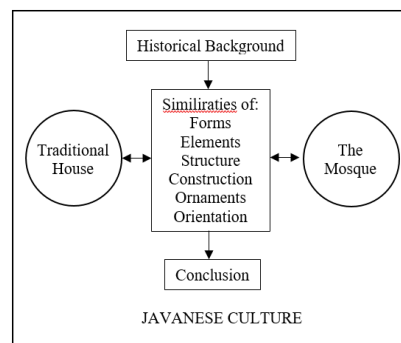 Historical Background
Similiraties of:
Forms
Elements
Structure
Construction
Ornaments
Orientation
Traditional
House
The
Mosque
Conclusion
JAVANESE CULTURE